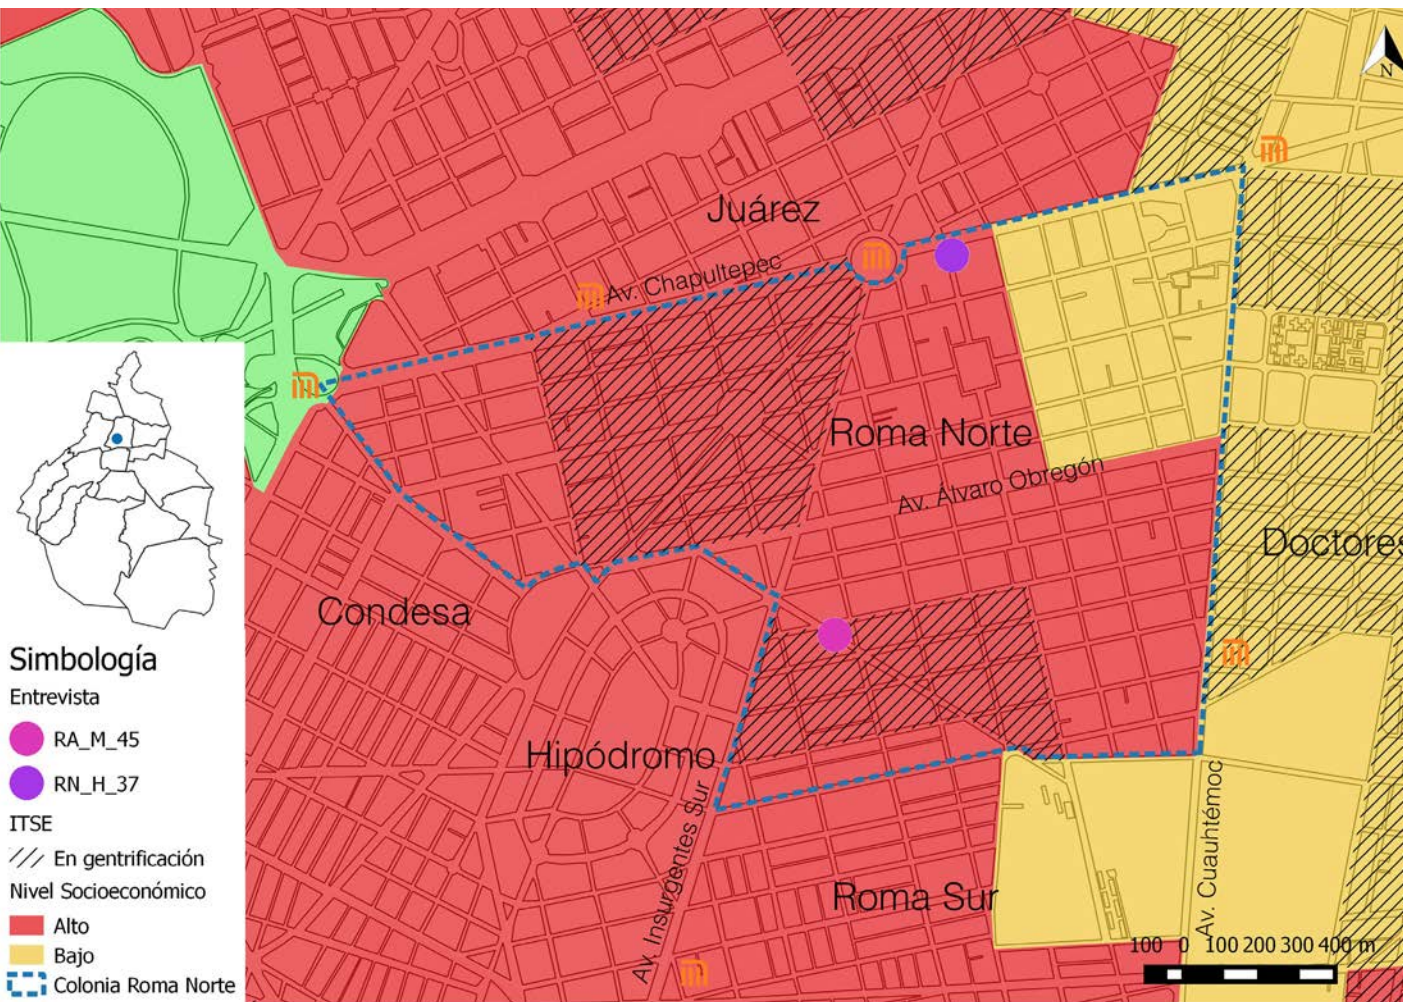 N
Juárez
Av. Chapultepec
Roma Norte
Av. Álvaro Obregón
Doctores
Condesa
Hipódromo
Av. Insurgentes Sur
Roma Sur
Av. Cuauhtémoc
100 0 100 200 300 400 m
Simbología
Entrevista
RA_M_45
RN_H_37
ITSE
En gentrificación
Nivel Socioeconómico
Alto
Bajo
Colonia Roma Norte